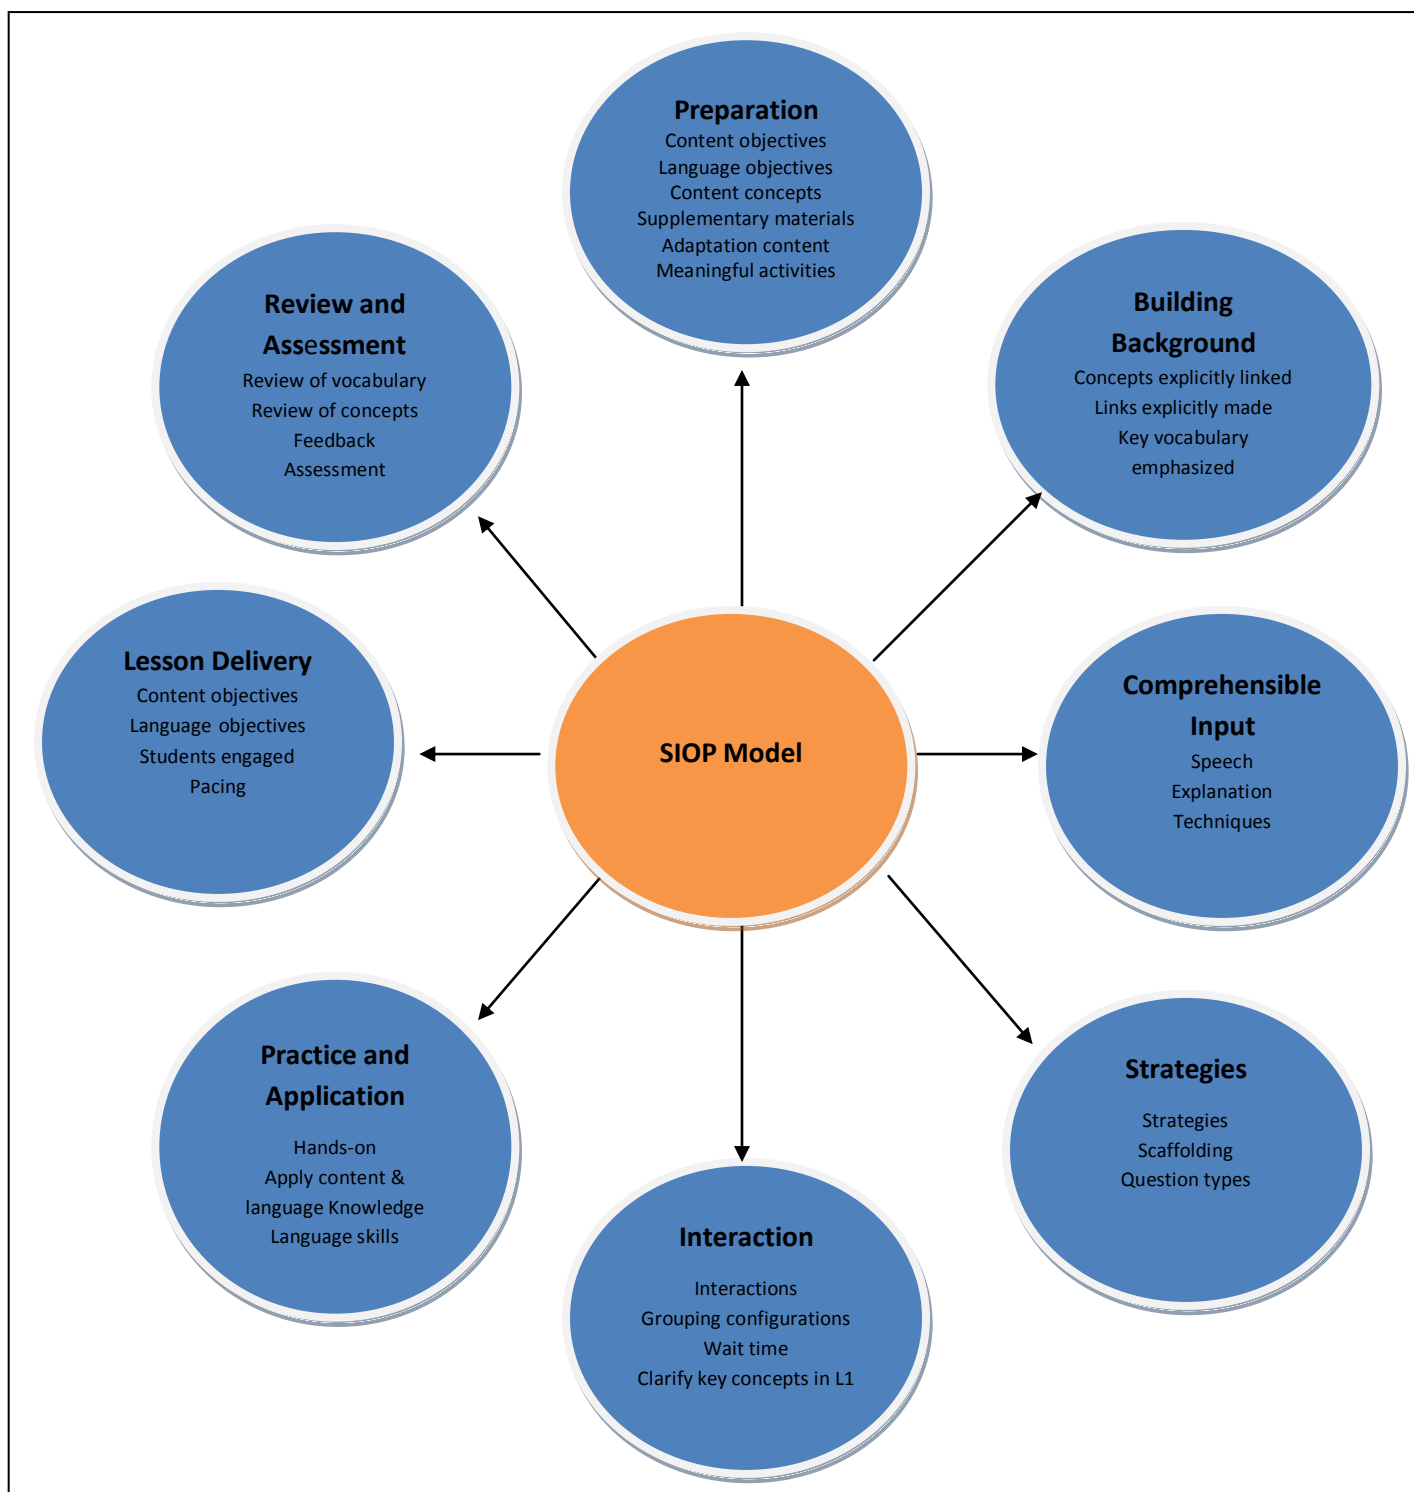 Preparation
Content objectives
Language objectives
Content concepts
Supplementary materials
Adaptation content
Meaningful activities
Building
Background
Concepts explicitly linked
Links explicitly made
Key vocabulary
emphasized
Comprehensible
Input
Speech
Explanation
Techniques
Strategies
Strategies
Scaffolding
Question types
Interaction
Interactions
Grouping configurations
Wait time
Clarify key concepts in L1
Practice and
Application
Hands-on
Apply content &
language Knowledge
Language skills
Lesson Delivery
Content objectives
Language objectives
Students engaged
Pacing
Review and
Assessment
Review of vocabulary
Review of concepts
Feedback
Assessment
SIOP Model